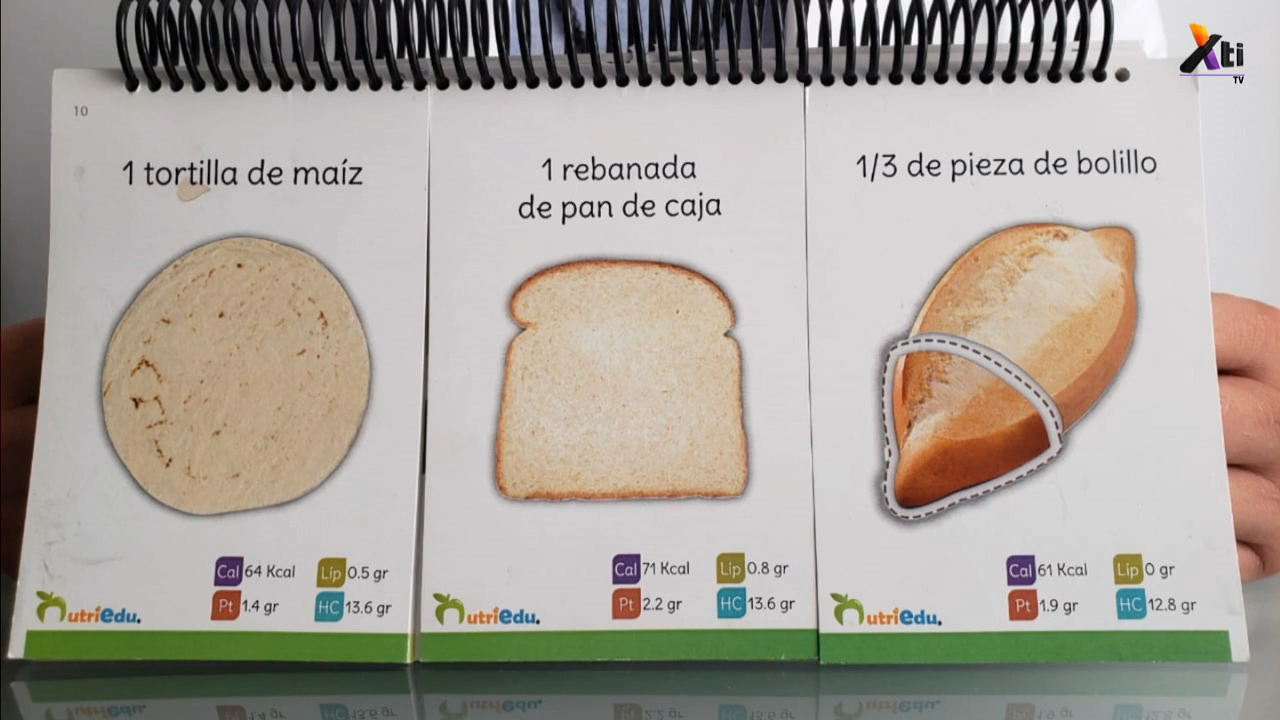 Xti
TV
10
1 tortilla de maíz
Cal 64 Kcal Lip 0.5 gr
Pt 1.4 gr HC 13.6 gr
nutriEdu.
1 rebanada
de pan de caja
Cal 71 Kcal Lip 0.8 gr
Pt 2.2 gr HC 13.6 gr
nutriEdu.
1/3 de pieza de bolillo
Cal 61 Kcal Lip 0 gr
Pt 1.9 gr HC 12.8 gr
nutriEdu.